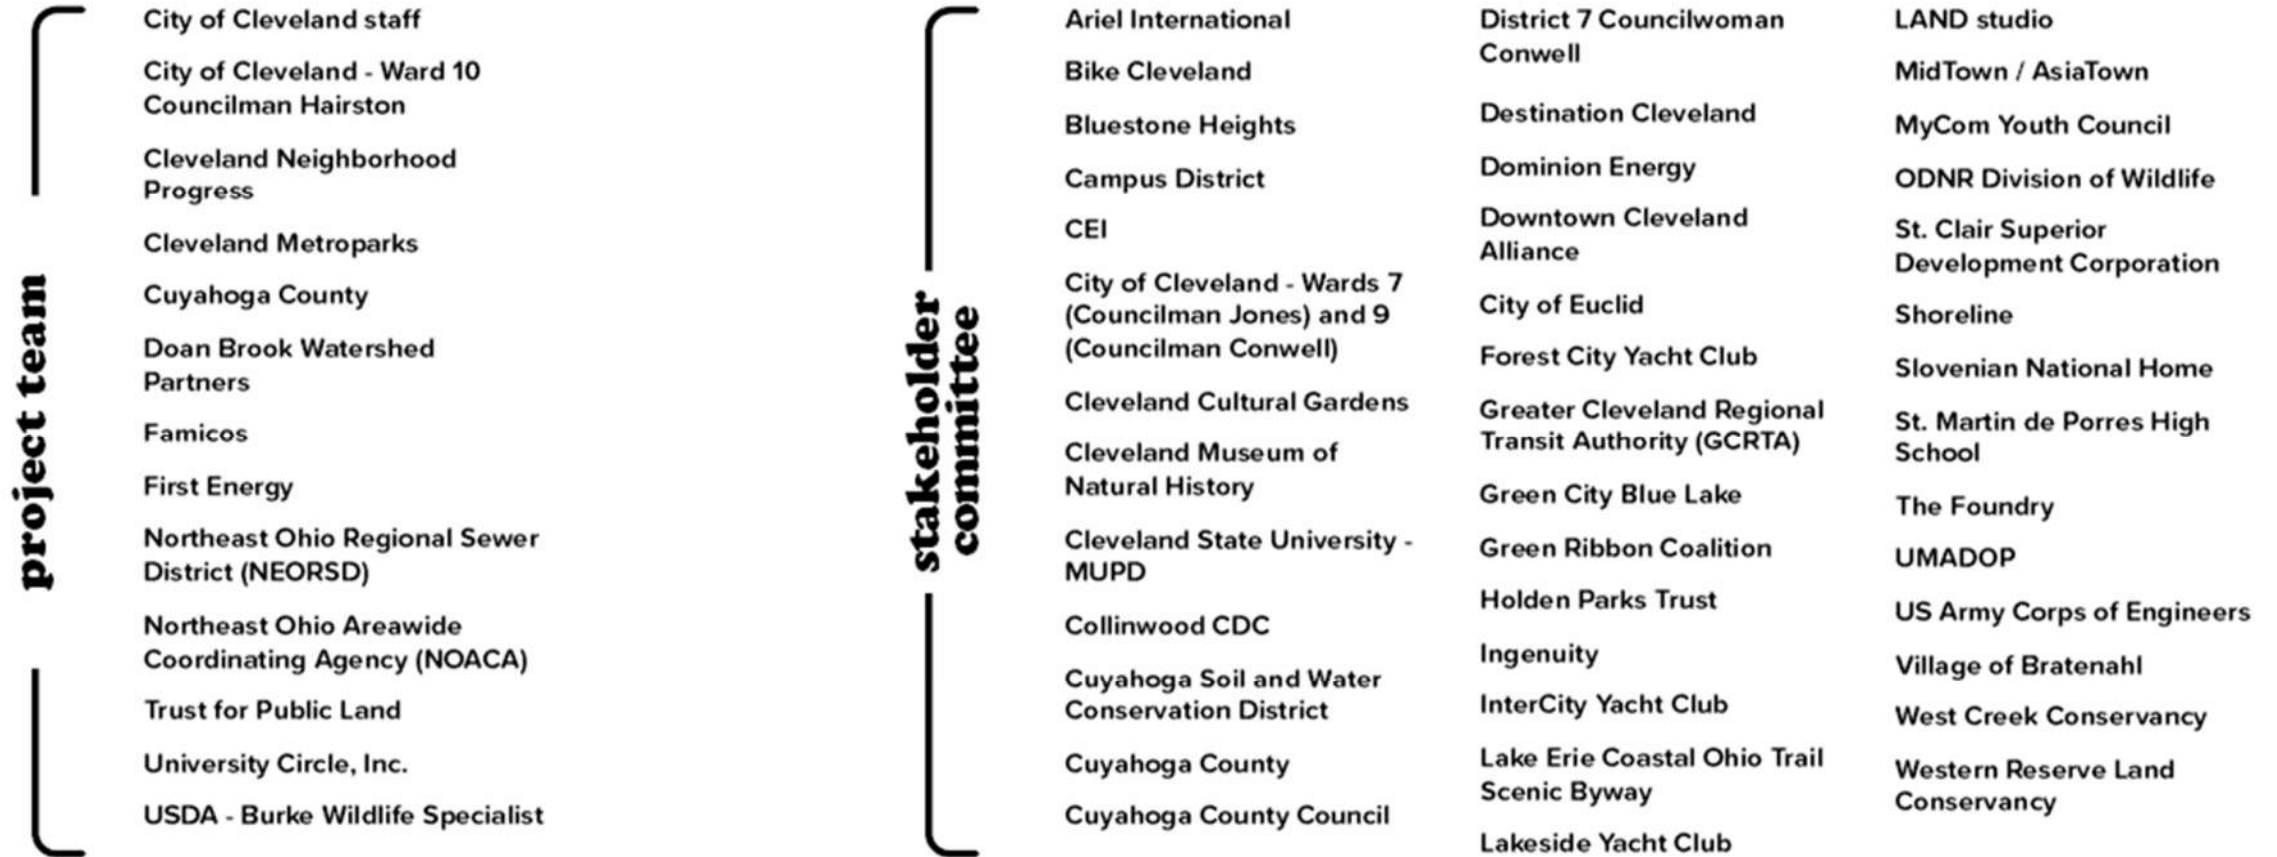 project team
City of Cleveland staff
City of Cleveland - Ward 10
Councilman Hairston
Cleveland Neighborhood
Progress
Cleveland Metroparks
Cuyahoga County
Doan Brook Watershed
Partners
Famicos
First Energy
Northeast Ohio Regional Sewer
District (NEORSD)
Northeast Ohio Areawide
Coordinating Agency (NOACA)
Trust for Public Land
University Circle, Inc.
USDA - Burke Wildlife Specialist
stakeholder
committee
Ariel International
Bike Cleveland
Bluestone Heights
Campus District
CEI
City of Cleveland - Wards 7
(Councilman Jones) and 9
(Councilman Conwell)
Cleveland Cultural Gardens
Cleveland Museum of
Natural History
Cleveland State University -
MUPD
Collinwood CDC
Cuyahoga Soil and Water
Conservation District
Cuyahoga County
Cuyahoga County Council
District 7 Councilwoman
Conwell
Destination Cleveland
Dominion Energy
Downtown Cleveland
Alliance
City of Euclid
Forest City Yacht Club
Greater Cleveland Regional
Transit Authority (GCRTA)
Green City Blue Lake
Green Ribbon Coalition
Holden Parks Trust
Ingenuity
InterCity Yacht Club
Lake Erie Coastal Ohio Trail
Scenic Byway
Lakeside Yacht Club
LAND studio
MidTown / AsiaTown
MyCom Youth Council
ODNR Division of Wildlife
St. Clair Superior
Development Corporation
Shoreline
Slovenian National Home
St. Martin de Porres High
School
The Foundry
UMADOP
US Army Corps of Engineers
Village of Bratenahl
West Creek Conservancy
Western Reserve Land
Conservancy